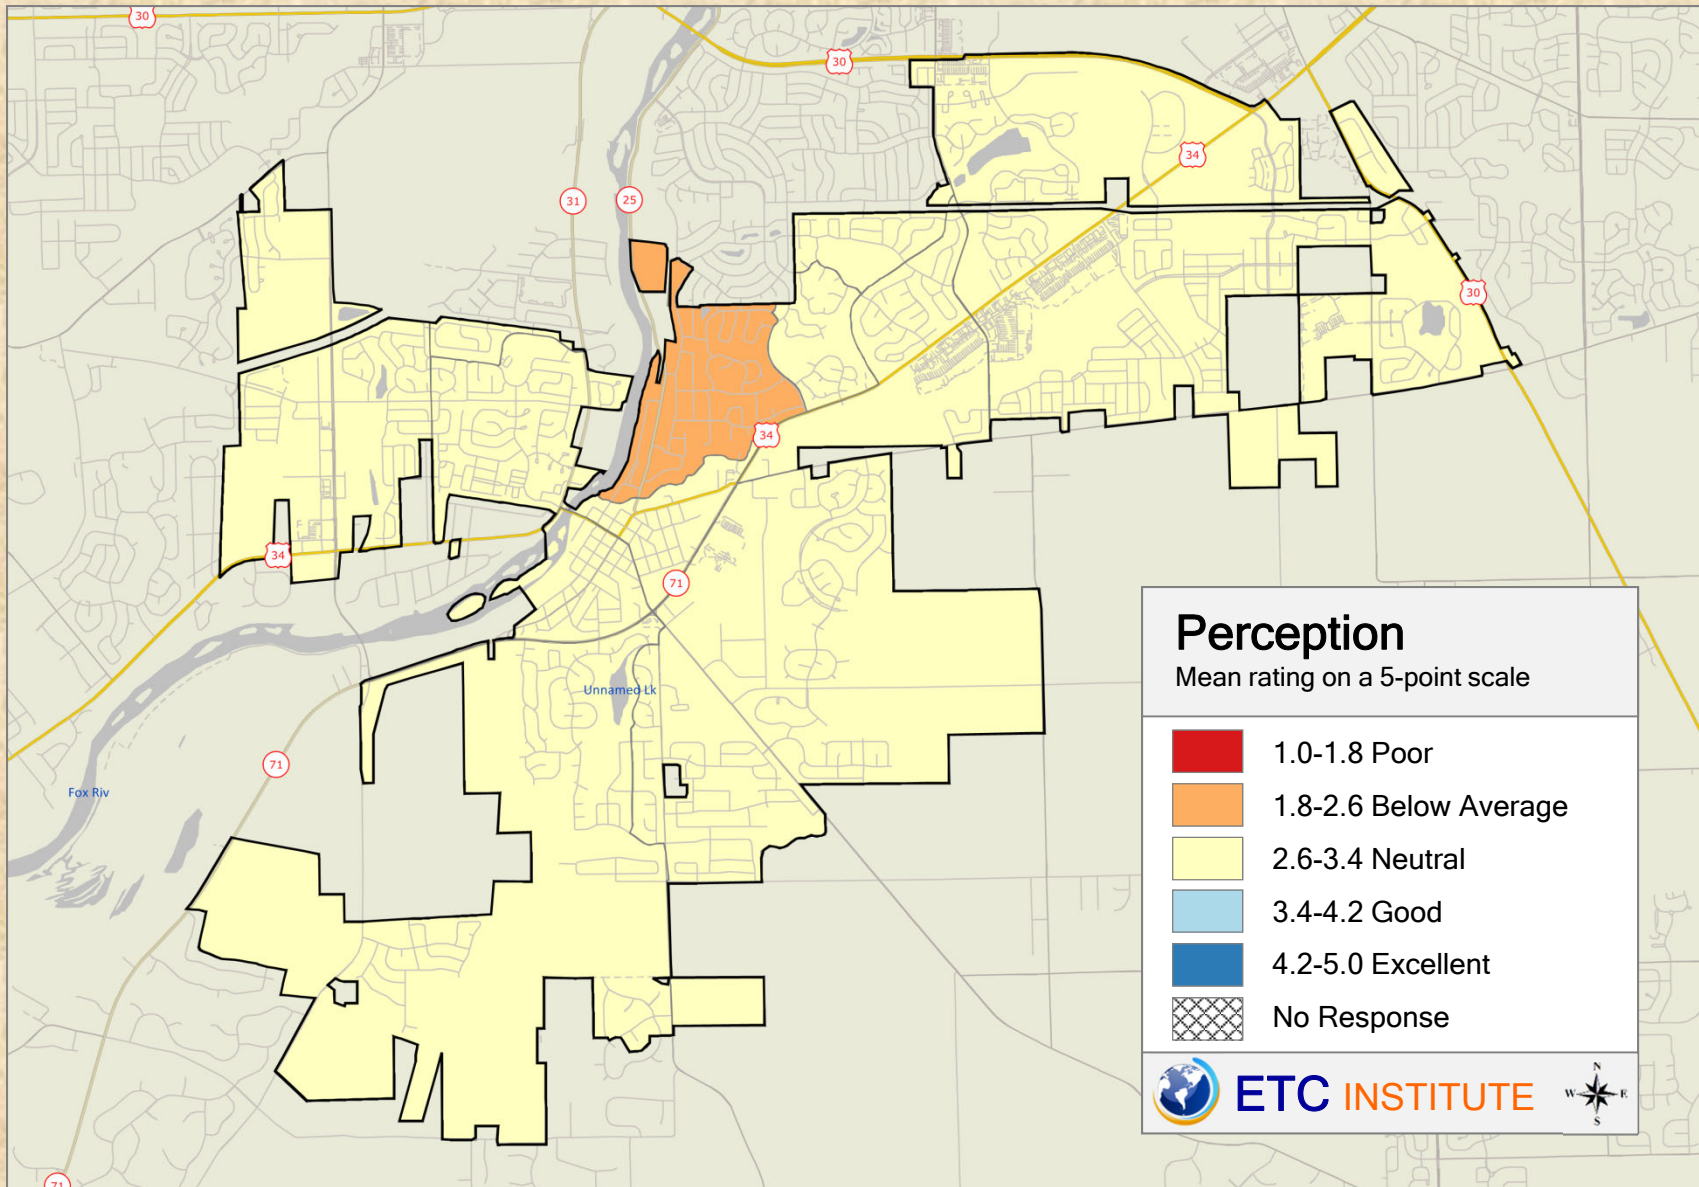 30
30
34
31
25
30
34
34
71
Unnamed Lk
71
Fox Riv
71
Perception
Mean rating on a 5-point scale
1.0-1.8 Poor
1.8-2.6 Below Average
2.6-3.4 Neutral
3.4-4.2 Good
4.2-5.0 Excellent
No Response
ETC INSTITUTE
N
W E
S